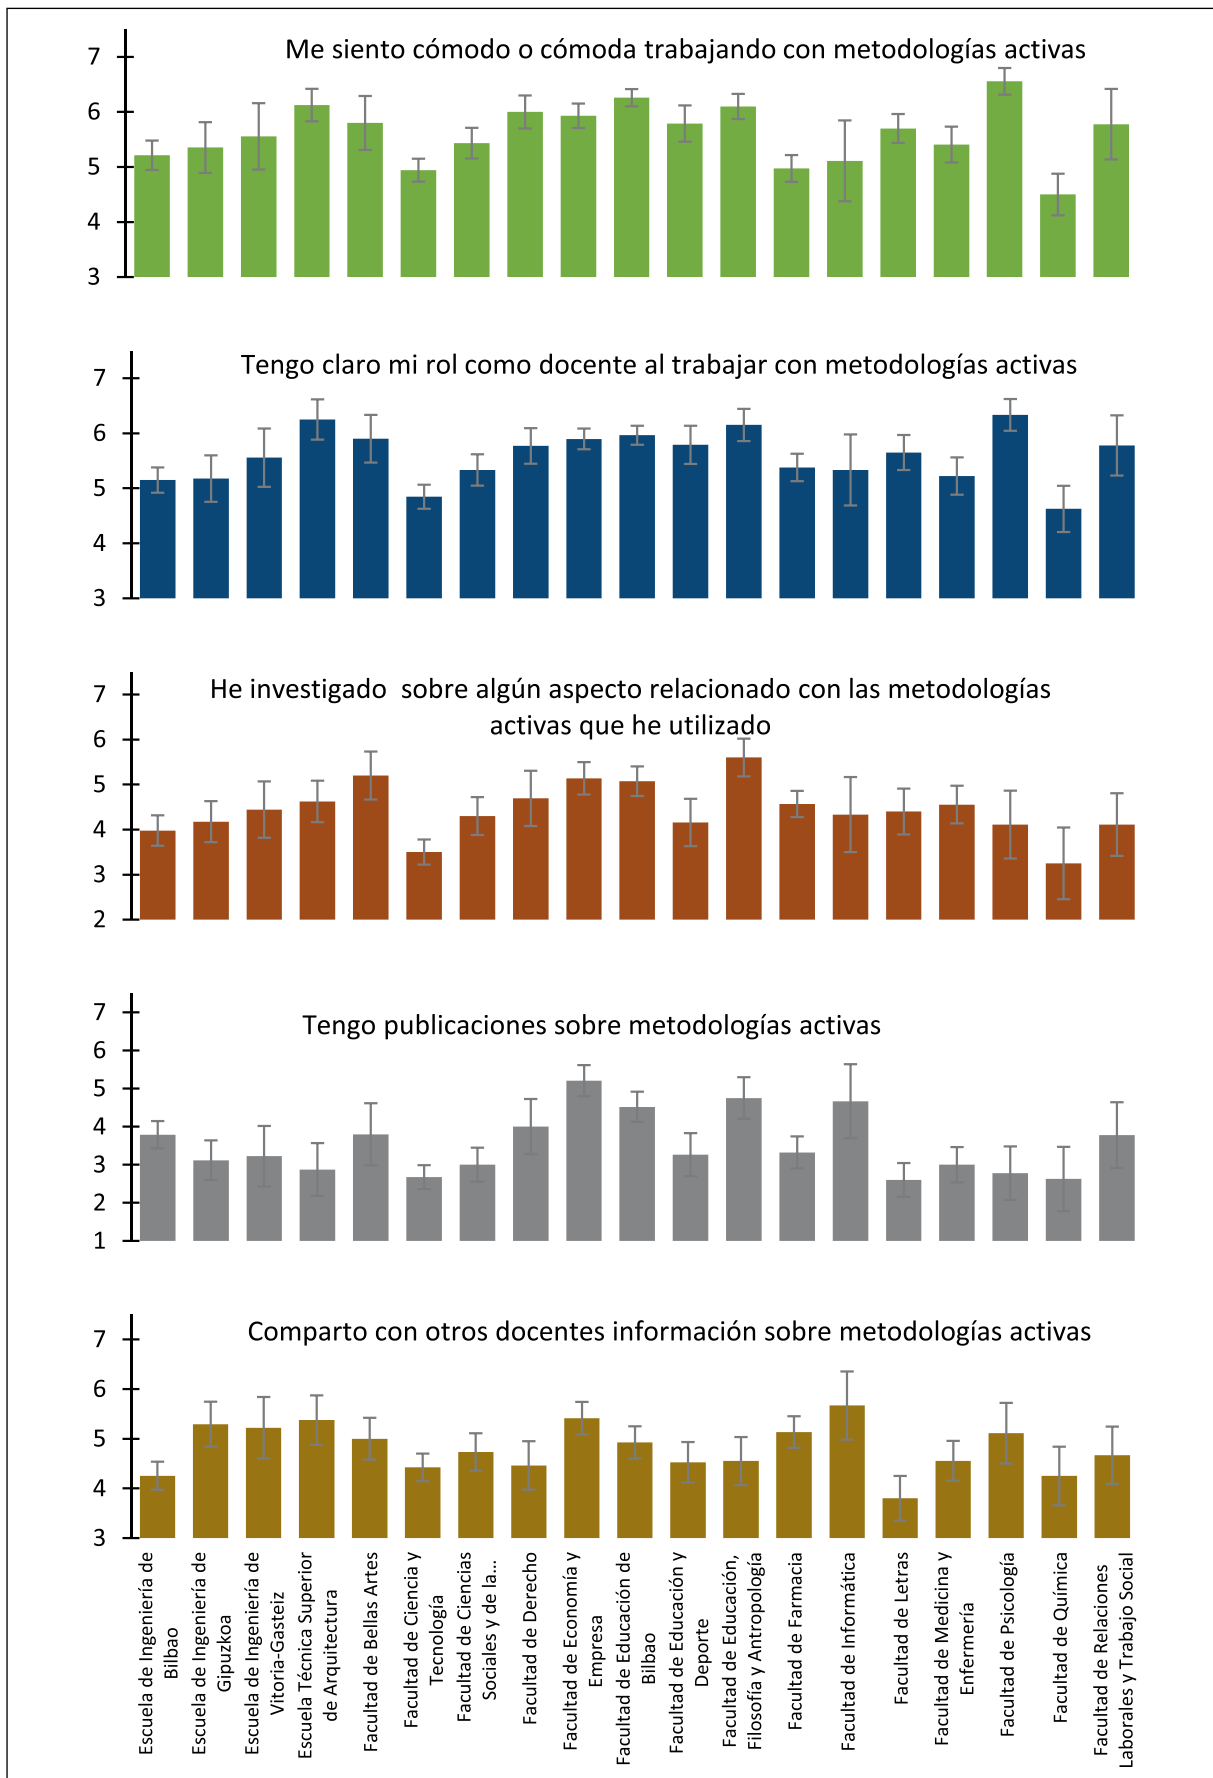 Me siento cómodo o cómoda trabajando con metodologías activas
7
6
5
4
3
Tengo claro mi rol como docente al trabajar con metodologías activas
7
6
5
4
3
He investigado sobre algún aspecto relacionado con las metodologías
activas que he utilizado
7
6
5
4
3
2
Tengo publicaciones sobre metodologías activas
7
6
5
4
3
2
1
Comparto con otros docentes información sobre metodologías activas
7
6
5
4
3
Escuela de Ingeniería de
Bilbao
Escuela de Ingeniería de
Gipuzkoa
Escuela de Ingeniería de
Vitoria-Gasteiz
Escuela Técnica Superior
de Arquitectura
Facultad de Bellas Artes
Facultad de Ciencia y
Tecnología
Facultad de Ciencias
Sociales y de la...
Facultad de Derecho
Facultad de Economía y
Empresa
Facultad de Educación de
Bilbao
Facultad de Educación y
Deporte
Facultad de Educación,
Filosofía y Antropología
Facultad de Farmacia
Facultad de Informática
Facultad de Letras
Facultad de Medicina y
Enfermería
Facultad de Psicología
Facultad de Química
Facultad de Relaciones
Laborales y Trabajo Social